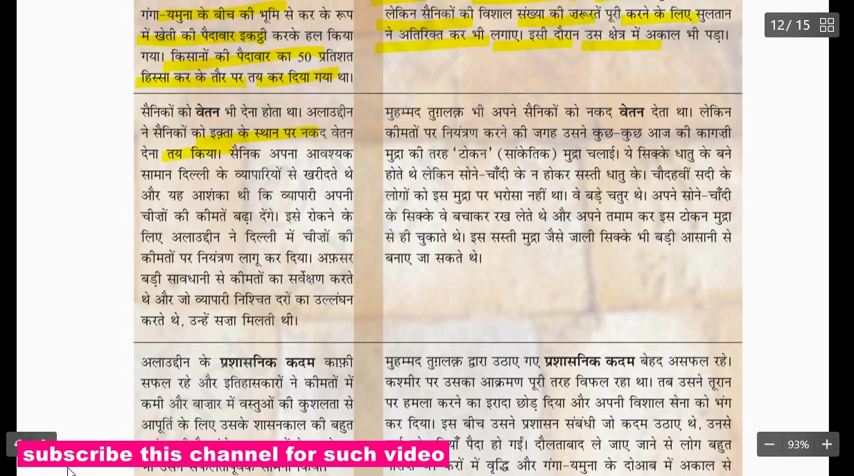 गंगा-यमुना के बीच की भूमि से कर के रूप
में खेती की पैदावार इकट्ठी करके हल किया
गया। किसानों की पैदावार का 50 प्रतिशत
हिस्सा कर के तौर पर तय कर दिया गया था।
लेकिन सैनिकों की विशाल संख्या की ज़रूरतें पूरी करने के लिए सुलतान
ने अतिरिक्त कर भी लगाए। इसी दौरान उस क्षेत्र में अकाल भी पड़ा।
12/15
सैनिकों को वेतन भी देना होता था। अलाउद्दीन
ने सैनिकों को इक़्ता के स्थान पर नकद वेतन
देना तय किया। सैनिक अपना आवश्यक
सामान दिल्ली के व्यापारियों से खरीदते थे
और यह आशंका थी कि व्यापारी अपनी
चीज़ों की कीमतें बढ़ा देंगे। इसे रोकने के
लिए अलाउद्दीन ने दिल्ली में चीज़ों की
कीमतों पर नियंत्रण लागू कर दिया। अफ़सर
बड़ी सावधानी से कीमतों का सर्वेक्षण करते
थे और जो व्यापारी निश्चित दरों का उल्लंघन
करते थे, उन्हें सज़ा मिलती थी।
मुहम्मद तुग़लक़ भी अपने सैनिकों को नकद वेतन देता था। लेकिन
कीमतों पर नियंत्रण करने की जगह उसने कुछ-कुछ आज की कागज़ी
मुद्रा की तरह ‘टोकन’ (सांकेतिक) मुद्रा चलाई। ये सिक्के धातु के बने
होते थे लेकिन सोने-चाँदी के न होकर सस्ती धातु के। चौदहवीं सदी के
लोगों को इस मुद्रा पर भरोसा नहीं था। वे बड़े चतुर थे। अपने सोने-चाँदी
के सिक्के वे बचाकर रख लेते थे और अपने तमाम कर इस टोकन मुद्रा
से ही चुकाते थे। इस सस्ती मुद्रा जैसे जाली सिक्के भी बड़ी आसानी से
बनाए जा सकते थे।
अलाउद्दीन के प्रशासनिक कदम काफ़ी
सफल रहे और इतिहासकारों ने कीमतों में
कमी और बाज़ार में वस्तुओं की कुशलता से
आपूर्ति के लिए उसके शासनकाल की बहुत
मुहम्मद तुग़लक़ द्वारा उठाए गए प्रशासनिक कदम बेहद असफल रहे।
कश्मीर पर उसका आक्रमण पूरी तरह विफल रहा था। तब उसने तूरान
पर हमला करने का इरादा छोड़ दिया और अपनी विशाल सेना को भंग
कर दिया। इस बीच उसने प्रशासन संबंधी जो कदम उठाए थे, उनसे
पैदा हो गईं। दौलताबाद ले जाए जाने से लोग बहुत
करों में वृद्धि और गंगा-यमुना के दोआब में अकाल से
93%
subscribe this channel for such video